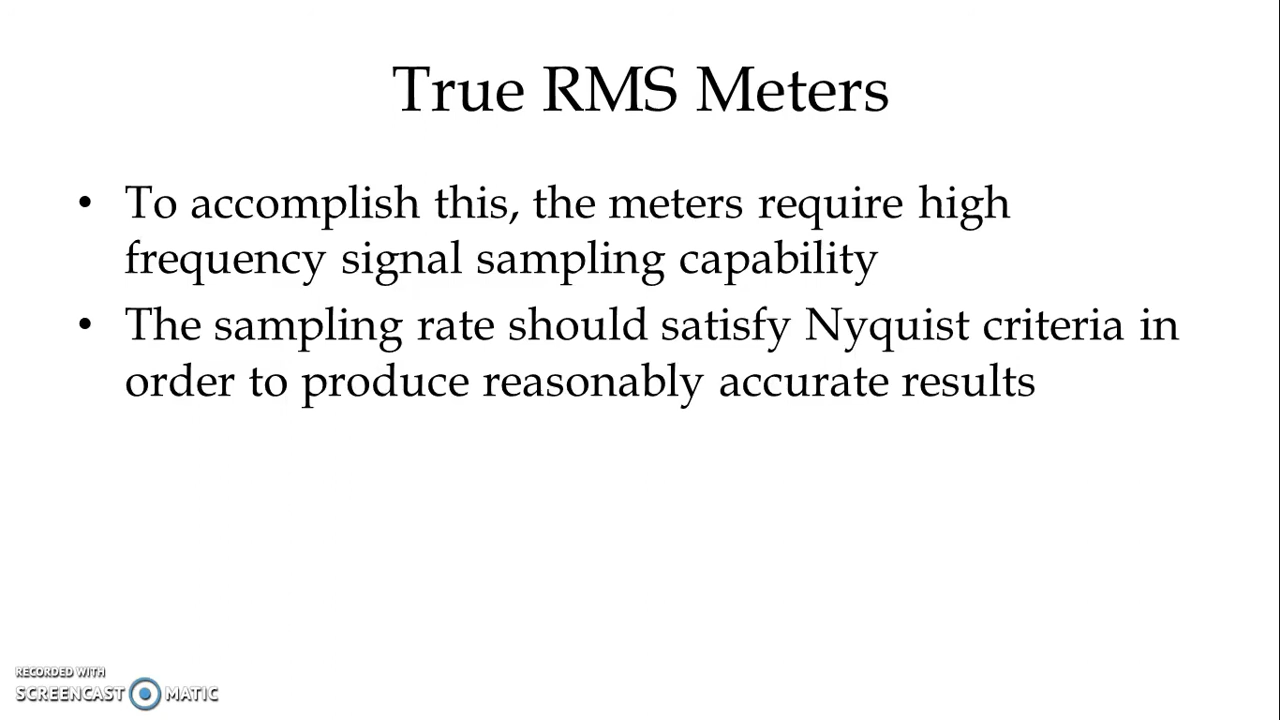 True RMS Meters
• To accomplish this, the meters require high
frequency signal sampling capability
• The sampling rate should satisfy Nyquist criteria in
order to produce reasonably accurate results
RECORDED WITH
SCREENCAST MATIC